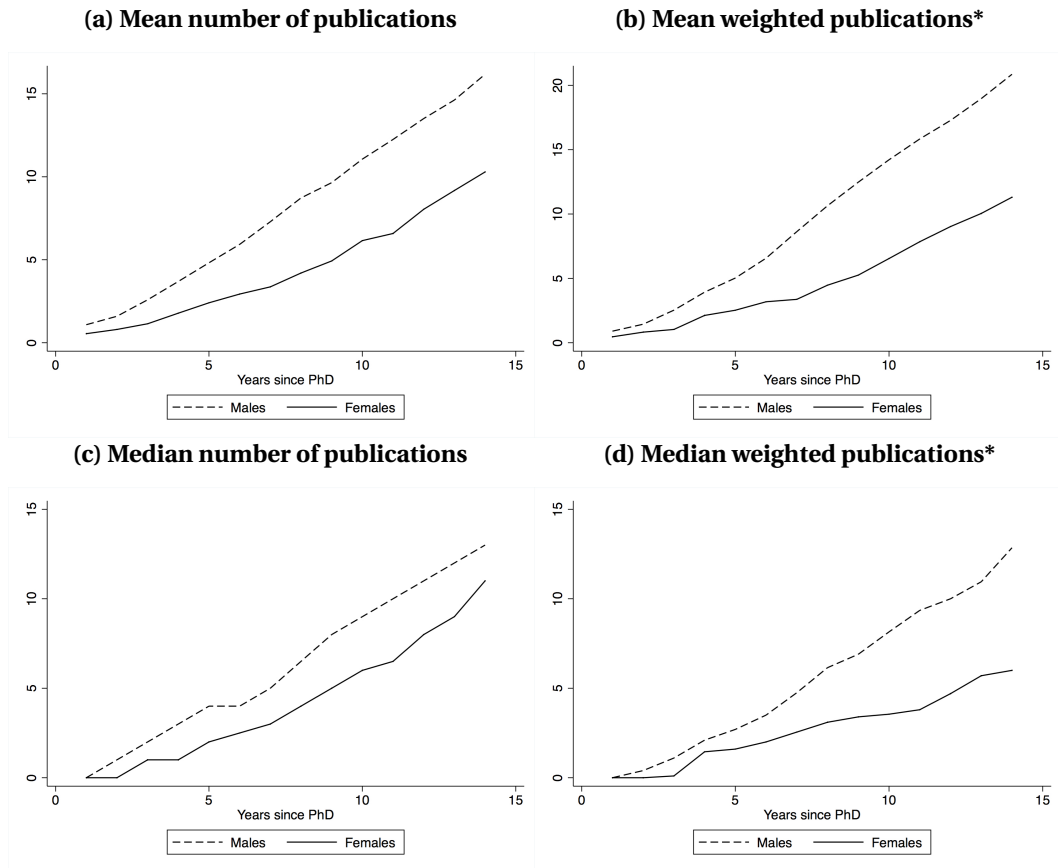 (a) Mean number of publications
15
10
5
0
0 5 10 15
Years since PhD
Males Females
(b) Mean weighted publications*
20
15
10
5
0
0 5 10 15
Years since PhD
Males Females
(c) Median number of publications
15
10
5
0
0 5 10 15
Years since PhD
Males Females
(d) Median weighted publications*
15
10
5
0
0 5 10 15
Years since PhD
Males Females